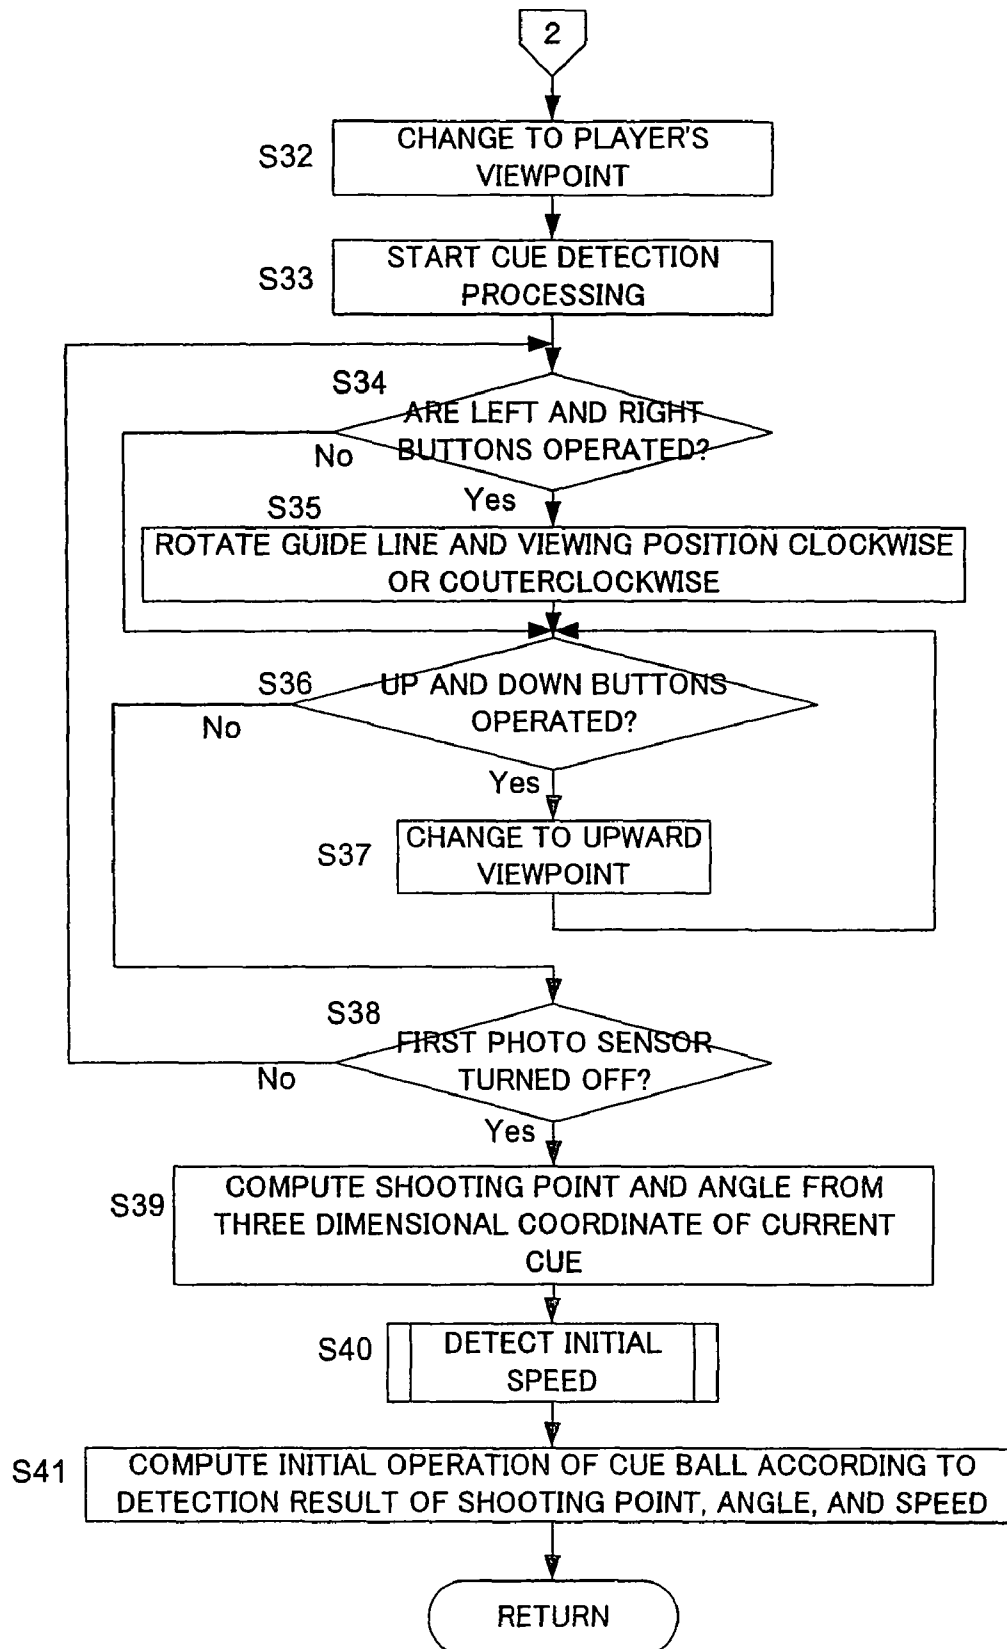 2
S32
CHANGE TO PLAYER'S
VIEWPOINT
S33
START CUE DETECTION
PROCESSING
S34
ARE LEFT AND RIGHT
BUTTONS OPERATED?
No
Yes
S35
ROTATE GUIDE LINE AND VIEWING POSITION CLOCKWISE
OR COUTERCLOCKWISE
S36
UP AND DOWN BUTTONS
OPERATED?
No
Yes
S37
CHANGE TO UPWARD
VIEWPOINT
S38
FIRST PHOTO SENSOR
TURNED OFF?
No
Yes
S39
COMPUTE SHOOTING POINT AND ANGLE FROM
THREE DIMENSIONAL COORDINATE OF CURRENT
CUE
S40
DETECT INITIAL
SPEED
S41
COMPUTE INITIAL OPERATION OF CUE BALL ACCORDING TO
DETECTION RESULT OF SHOOTING POINT, ANGLE, AND SPEED
RETURN